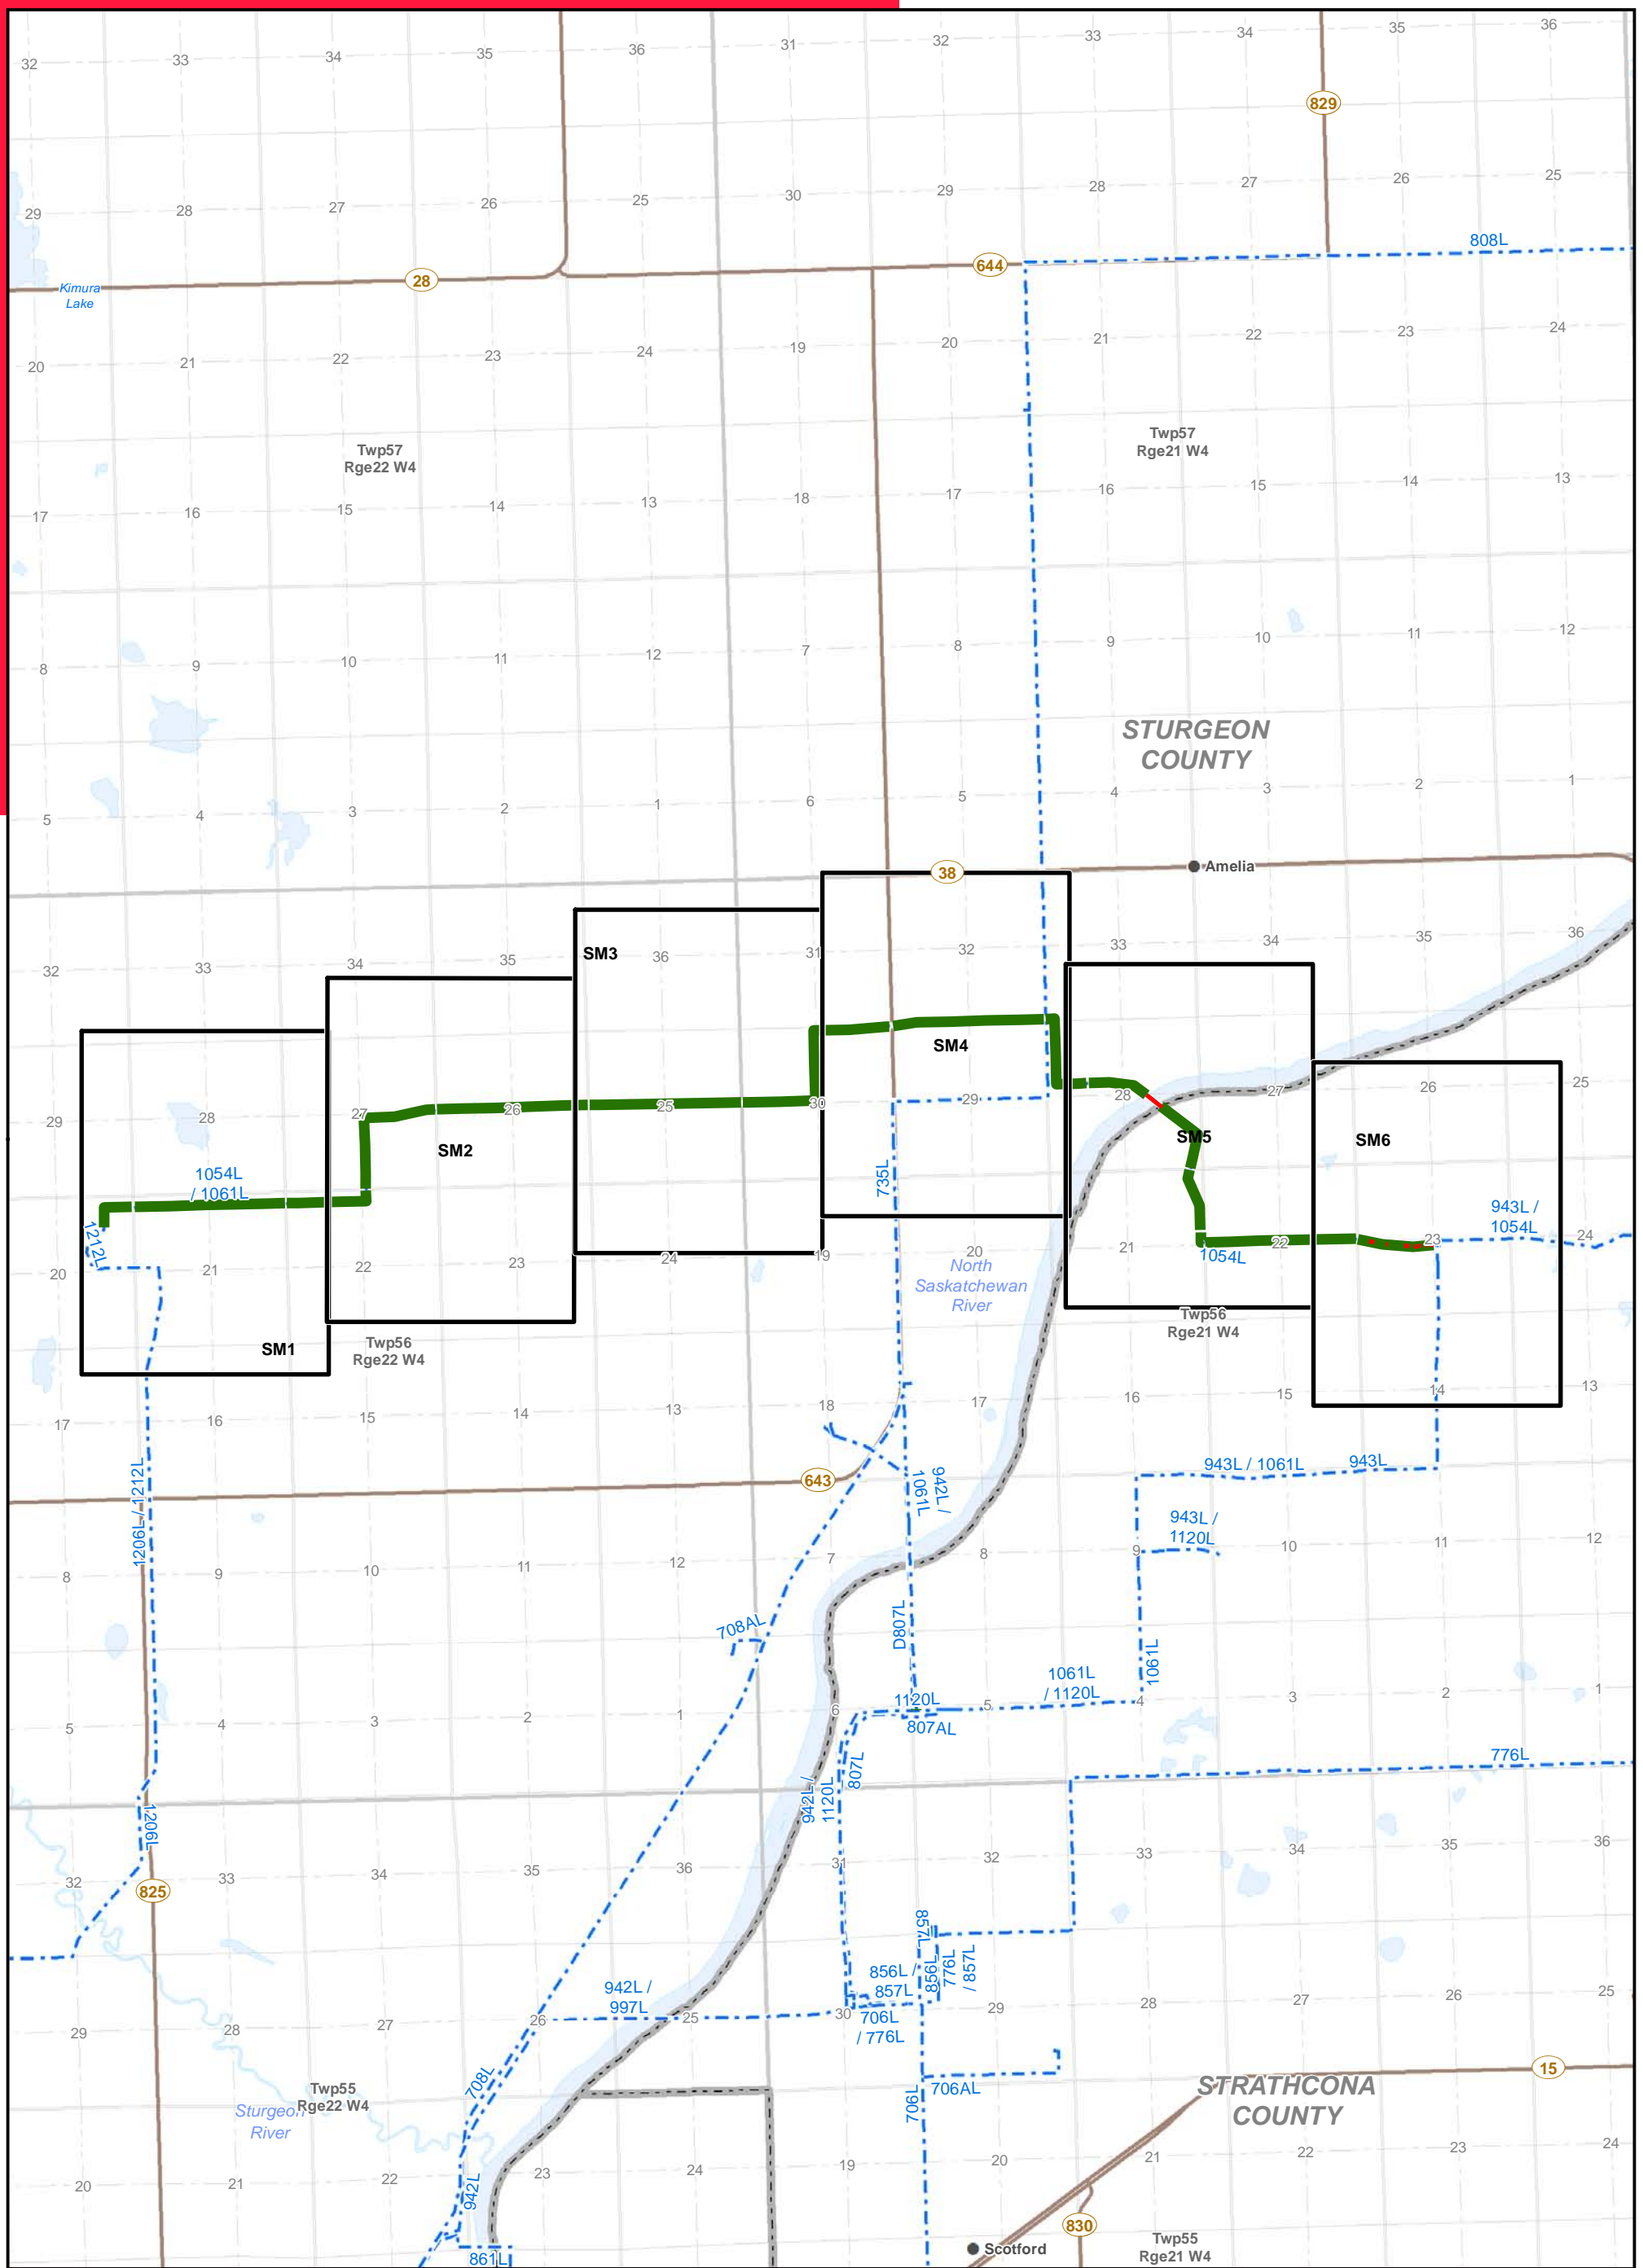 32 33 34 35 36 31 32 33 34 35 36
829
29 28 27 26 25 30 29 28 27 26 25
808L
644
28
Kimura
Lake
20 21 22 23 24 19 20 21 22 23 24
Twp57
Rge22 W4
Twp57
Rge21 W4
17 16 15 14 13 18 17 16 15 14 13
8 9 10 11 12 7 8 9 10 11 12
STURGEON
COUNTY
5 4 3 2 1 6 5 4 3 2 1
38
Amelia
SM3
32 33 34 35 36 31 32 33 34 35 36
SM4
29 28 27 26 25 30 29 28 27 26 25
SM2
SM5
SM6
1054L
/ 1061L
735L
1212L
943L /
1054L
20 21 22 23 24 19 20 21 22 23 24
1054L
North
Saskatchewan
River
SM1
Twp56
Rge22 W4
Twp56
Rge21 W4
17 16 15 14 13 18 17 16 15 14 13
943L / 1061L
943L
643
1206L / 1212L
942L /
1061L
943L /
1120L
8 9 10 11 12 7 8 9 10 11 12
708AL
D807L
1061L
1061L
/ 1120L
1120L
807AL
5 4 3 2 1 6 5 4 3 2 1
776L
807L
942L /
1120L
1206L
32 33 34 35 36 31 32 33 34 35 36
825
857L
856L
776L
/ 857L
856L /
857L
942L /
997L
706L
/ 776L
29 28 27 26 25 30 29 28 27 26 25
15
708L
706AL
706L
STRATHCONA
COUNTY
Twp55
Rge22 W4
Sturgeon
River
20 21 22 23 24 19 20 21 22 23 24
942L
830
861L
Scotford
Twp55
Rge21 W4